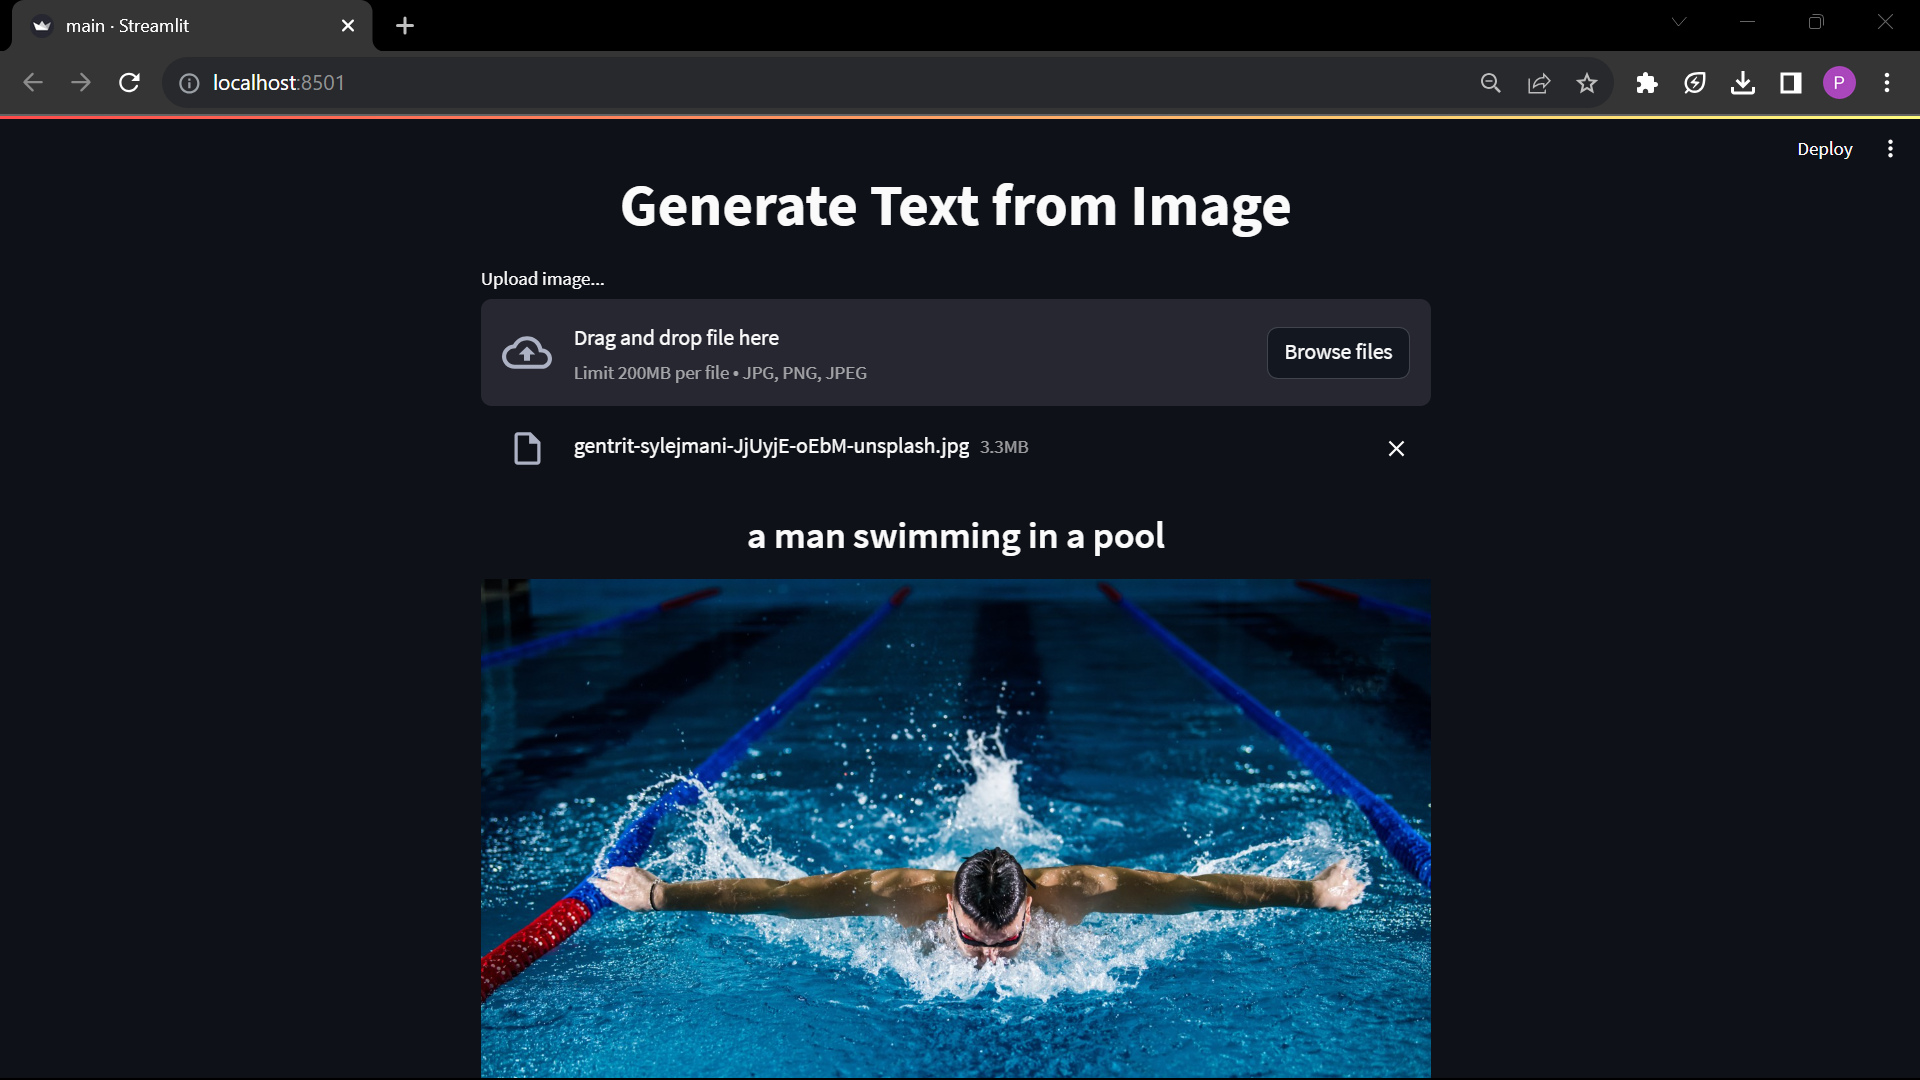 main · Streamlit
localhost:8501
P
Deploy
Generate Text from Image
Upload image...
Drag and drop file here
Limit 200MB per file • JPG, PNG, JPEG
Browse files
gentrit-sylejmani-JjUyjE-oEbM-unsplash.jpg 3.3MB
a man swimming in a pool